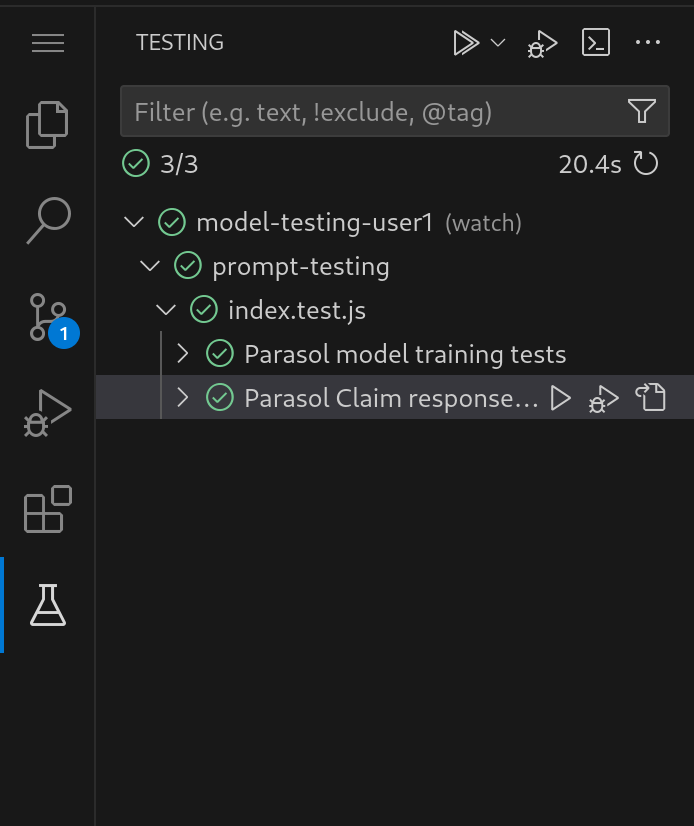 TESTING
Filter (e.g. text, !exclude, @tag)
3/3 20.4s
model-testing-user1 (watch)
prompt-testing
index.test.js
1
Parasol model training tests
Parasol Claim response...